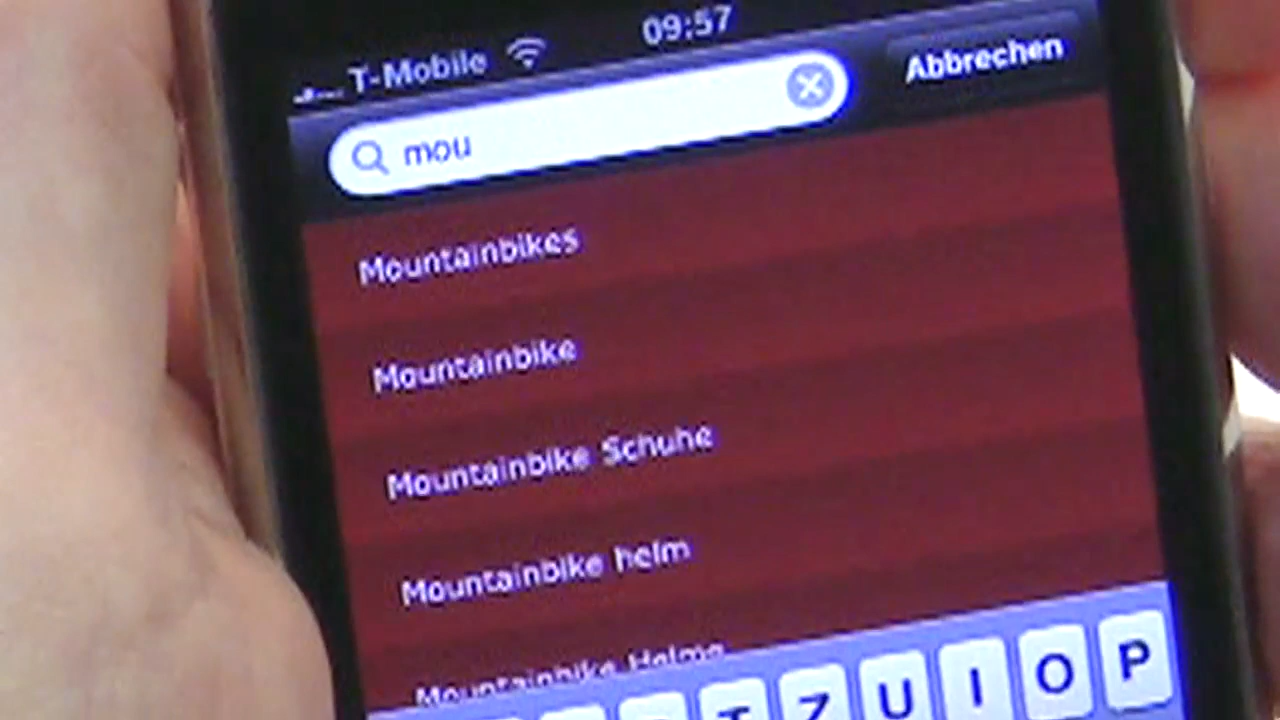 T-Mobile 09:57
mou Abbrechen
Mountainbikes
Mountainbike
Mountainbike Schuhe
Mountainbike helm
Mountainbike Helme
T Z U I O P